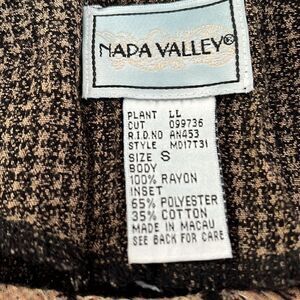 NAPA VALLEY®
PLANT LL
CUT 099736
R.I.D.NO AN453
STYLE MD17T31
SIZE S
BODY
100% RAYON
INSET
65% POLYESTER
35% COTTON
MADE IN MACAU
SEE BACK FOR CARE